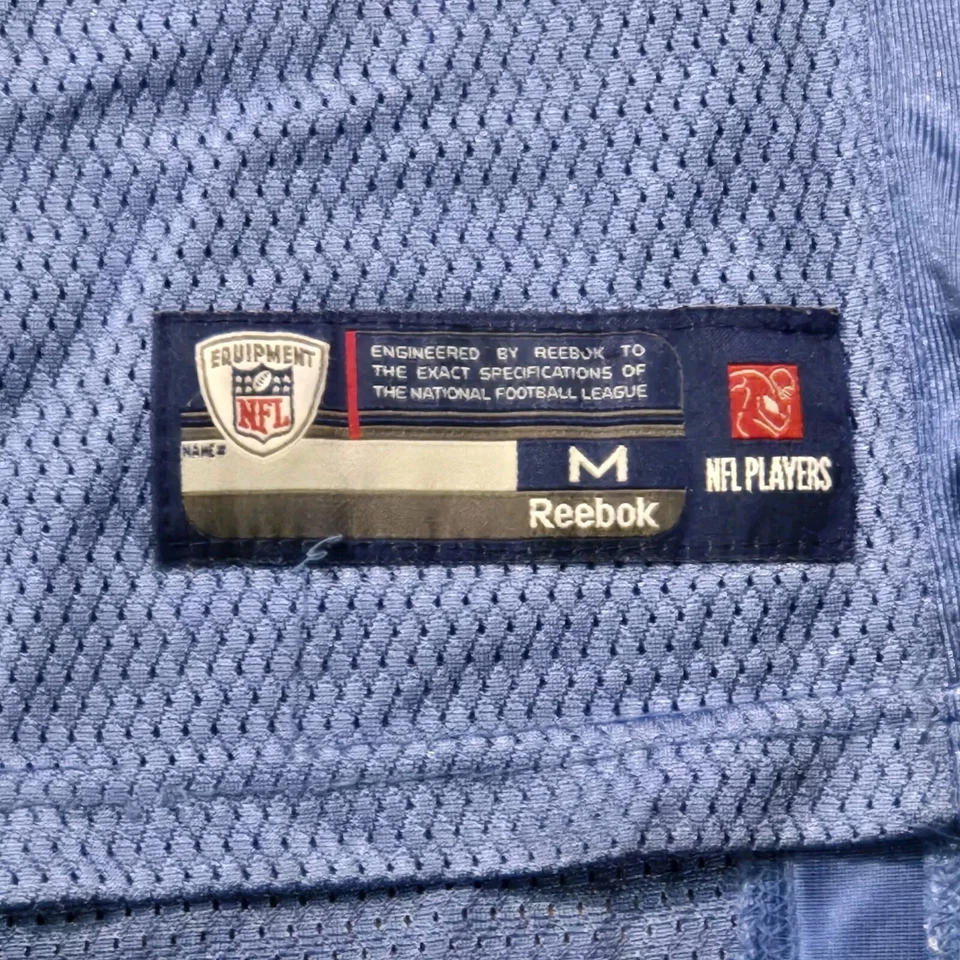 EQUIPMENT
NFL
ENGINEERED BY REEBOK TO
THE EXACT SPECIFICATIONS OF
THE NATIONAL FOOTBALL LEAGUE
NAME#
M
Reebok
NFL PLAYERS